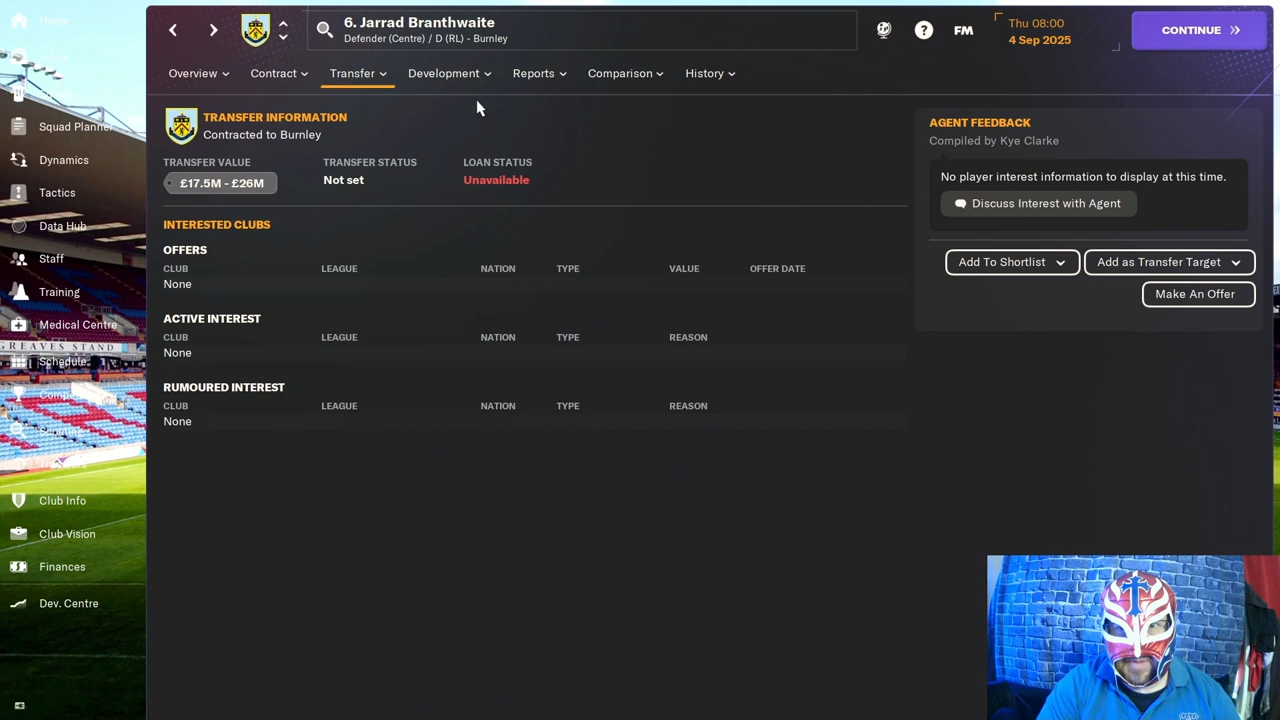 6. Jarrad Branthwaite
Defender (Centre) / D (RL) - Burnley
FM
Thu 08:00
4 Sep 2025
CONTINUE
Overview
Contract
Transfer
Development
Reports
Comparison
History
Home
Squad Planner
Dynamics
Tactics
Data Hub
Staff
Training
Medical Centre
GREAVES STAND
Schedule
Club Info
Club Vision
Finances
Dev. Centre
TRANSFER INFORMATION
Contracted to Burnley
TRANSFER VALUE TRANSFER STATUS LOAN STATUS
£17.5M - £26M Not set Unavailable
INTERESTED CLUBS
OFFERS
CLUB LEAGUE NATION TYPE VALUE OFFER DATE
None
ACTIVE INTEREST
CLUB LEAGUE NATION TYPE REASON
None
RUMOURED INTEREST
CLUB LEAGUE NATION TYPE REASON
None
AGENT FEEDBACK
Compiled by Kye Clarke
No player interest information to display at this time.
Discuss Interest with Agent
Add To Shortlist
Add as Transfer Target
Make An Offer